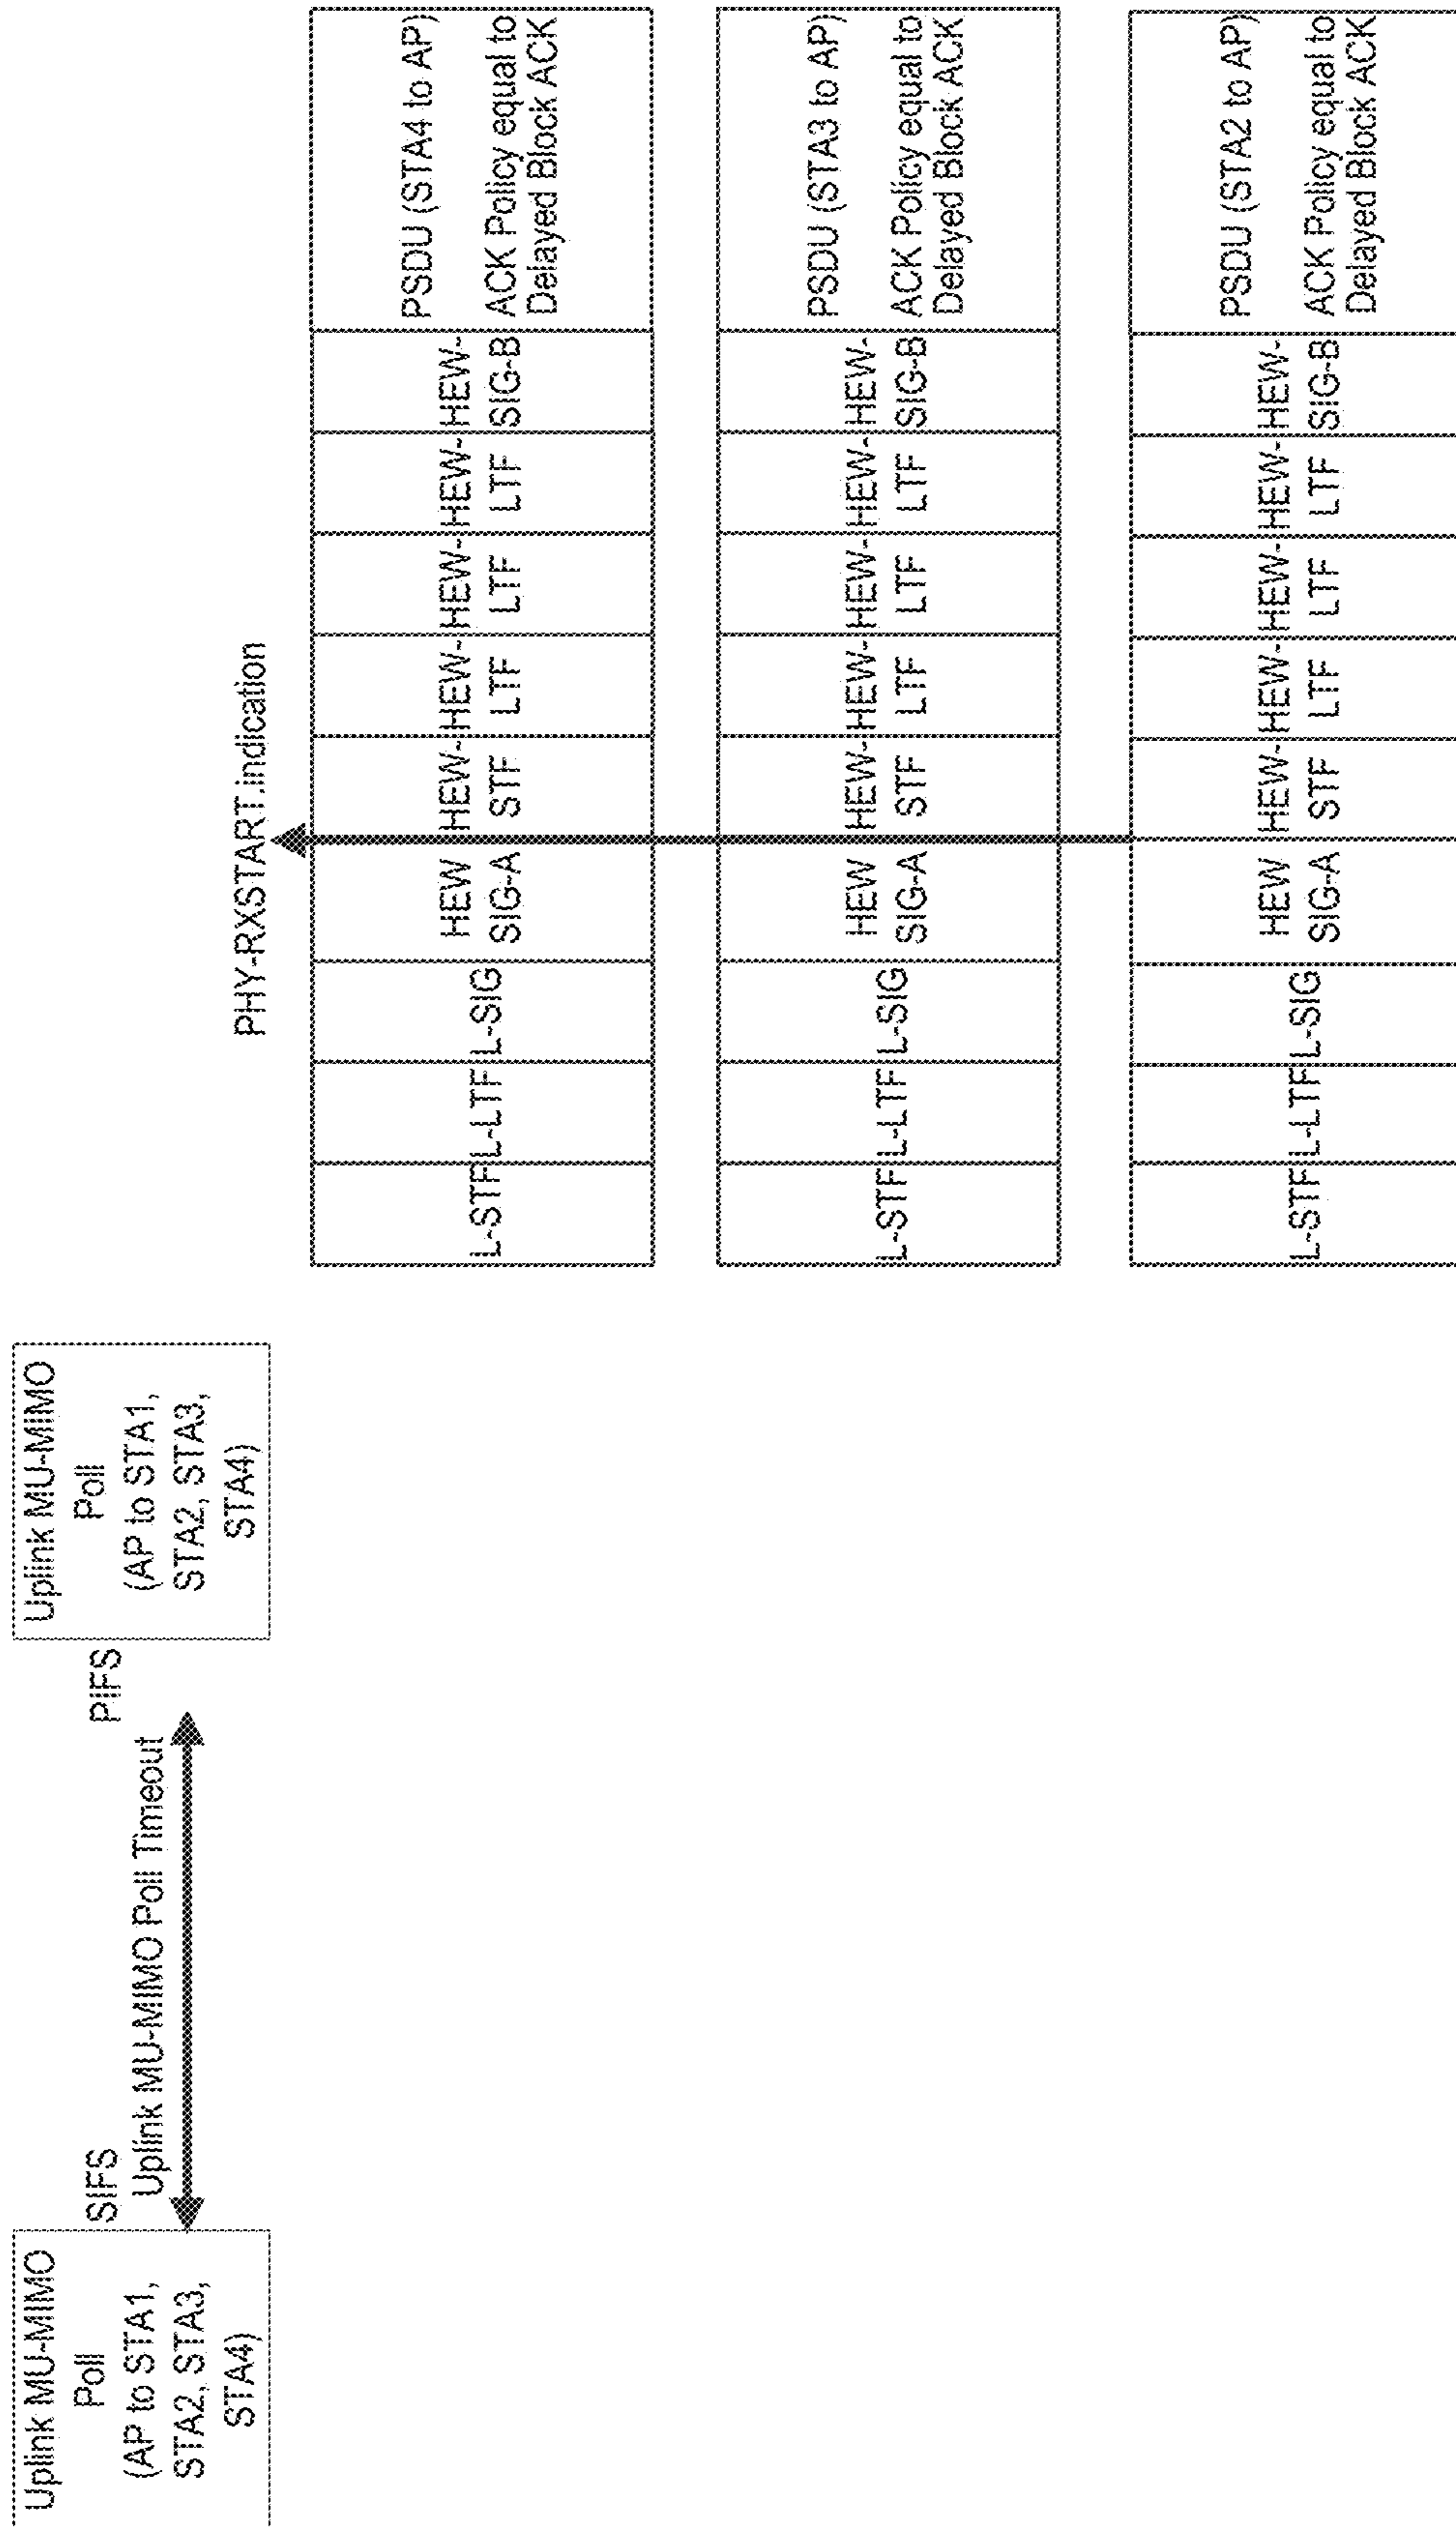 Uplink MU-MIMO
Poll
(AP to STA1,
STA2, STA3,
STA4)
SIFS
Uplink MU-MIMO Poll Timeout
PIFS
Uplink MU-MIMO
Poll
(AP to STA1,
STA2, STA3,
STA4)
PHY-RXSTART.indication
L-STF
L-LTF
L-SIG
HEW
SIG-A
HEW-
STF
HEW-
LTF
HEW-
LTF
HEW-
LTF
HEW-
SIG-B
PSDU (STA4 to AP)
ACK Policy equal to
Delayed Block ACK
L-STF
L-LTF
L-SIG
HEW
SIG-A
HEW-
STF
HEW-
LTF
HEW-
LTF
HEW-
LTF
HEW-
SIG-B
PSDU (STA3 to AP)
ACK Policy equal to
Delayed Block ACK
L-STF
L-LTF
L-SIG
HEW
SIG-A
HEW-
STF
HEW-
LTF
HEW-
LTF
HEW-
LTF
HEW-
SIG-B
PSDU (STA2 to AP)
ACK Policy equal to
Delayed Block ACK